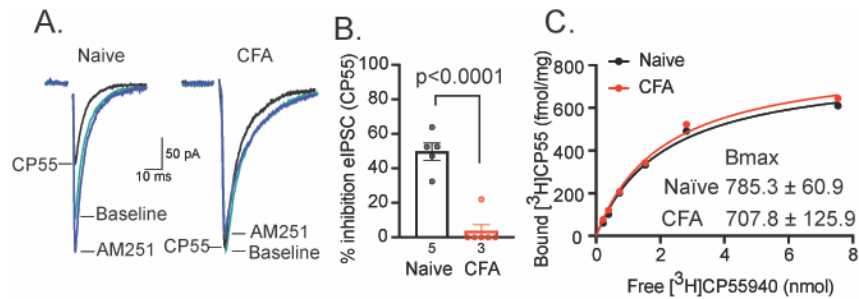 A.
Naive
CFA
CP55
50 pA
10 ms
Baseline
AM251
CP55
AM251
Baseline
B.
% inhibition eIPSC (CP55)
100
80
60
40
20
0
p<0.0001
5
3
Naive
CFA
C.
Naive
CFA
Bound [³H]CP55 (fmol/mg)
800
600
400
200
0
Bmax
Naïve 785.3 ± 60.9
CFA 707.8 ± 125.9
0
2
4
6
8
Free [³H]CP55940 (nmol)